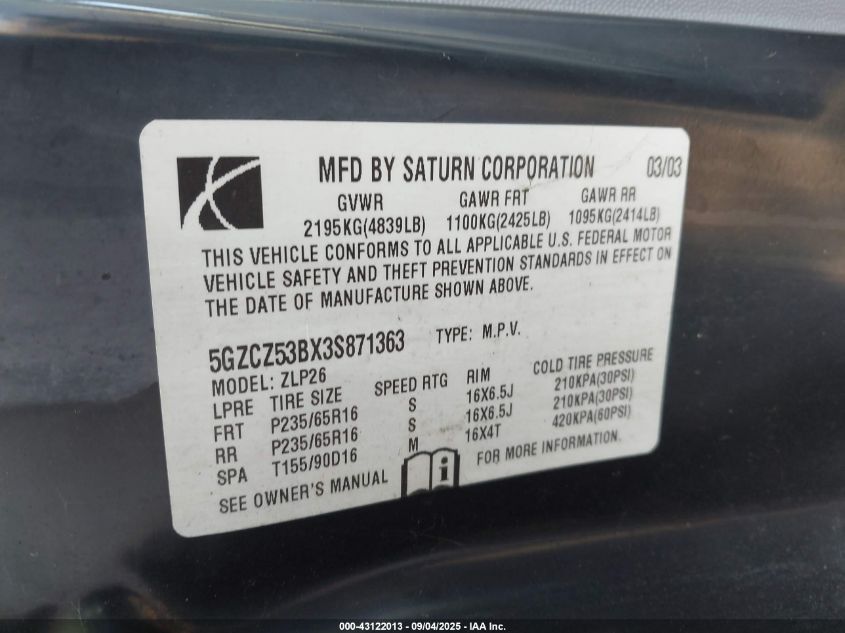 MFD BY SATURN CORPORATION 03/03
GVWR GAWR FRT GAWR RR
2195KG(4839LB) 1100KG(2425LB) 1095KG(2414LB)
THIS VEHICLE CONFORMS TO ALL APPLICABLE U.S. FEDERAL MOTOR
VEHICLE SAFETY AND THEFT PREVENTION STANDARDS IN EFFECT ON
THE DATE OF MANUFACTURE SHOWN ABOVE.
5GZCZ53BX3S871363 TYPE: M.P.V.
MODEL: ZLP26
LPRE TIRE SIZE SPEED RTG RIM COLD TIRE PRESSURE
FRT P235/65R16 S 16X6.5J 210KPA(30PSI)
RR P235/65R16 S 16X6.5J 210KPA(30PSI)
SPA T155/90D16 M 16X4T 420KPA(60PSI)
SEE OWNER'S MANUAL FOR MORE INFORMATION.
000-43122013 - 09/04/2025 - IAA Inc.